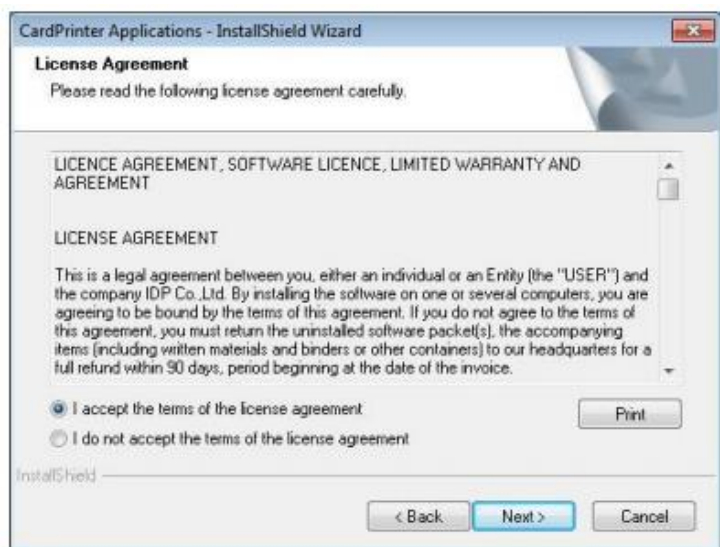 CardPrinter Applications - InstallShield Wizard
License Agreement
Please read the following license agreement carefully.
LICENCE AGREEMENT, SOFTWARE LICENCE, LIMITED WARRANTY AND
AGREEMENT
LICENSE AGREEMENT
This is a legal agreement between you, either an individual or an Entity (the "USER") and
the company IDP Co.,Ltd. By installing the software on one or several computers, you are
agreeing to be bound by the terms of this agreement. If you do not agree to the terms of
this agreement, you must return the uninstalled software packet(s), the accompanying
items (including written materials and binders or other containers) to our headquarters for a
full refund within 90 days, period beginning at the date of the invoice.
I accept the terms of the license agreement
Print
I do not accept the terms of the license agreement
InstallShield
< Back
Next >
Cancel